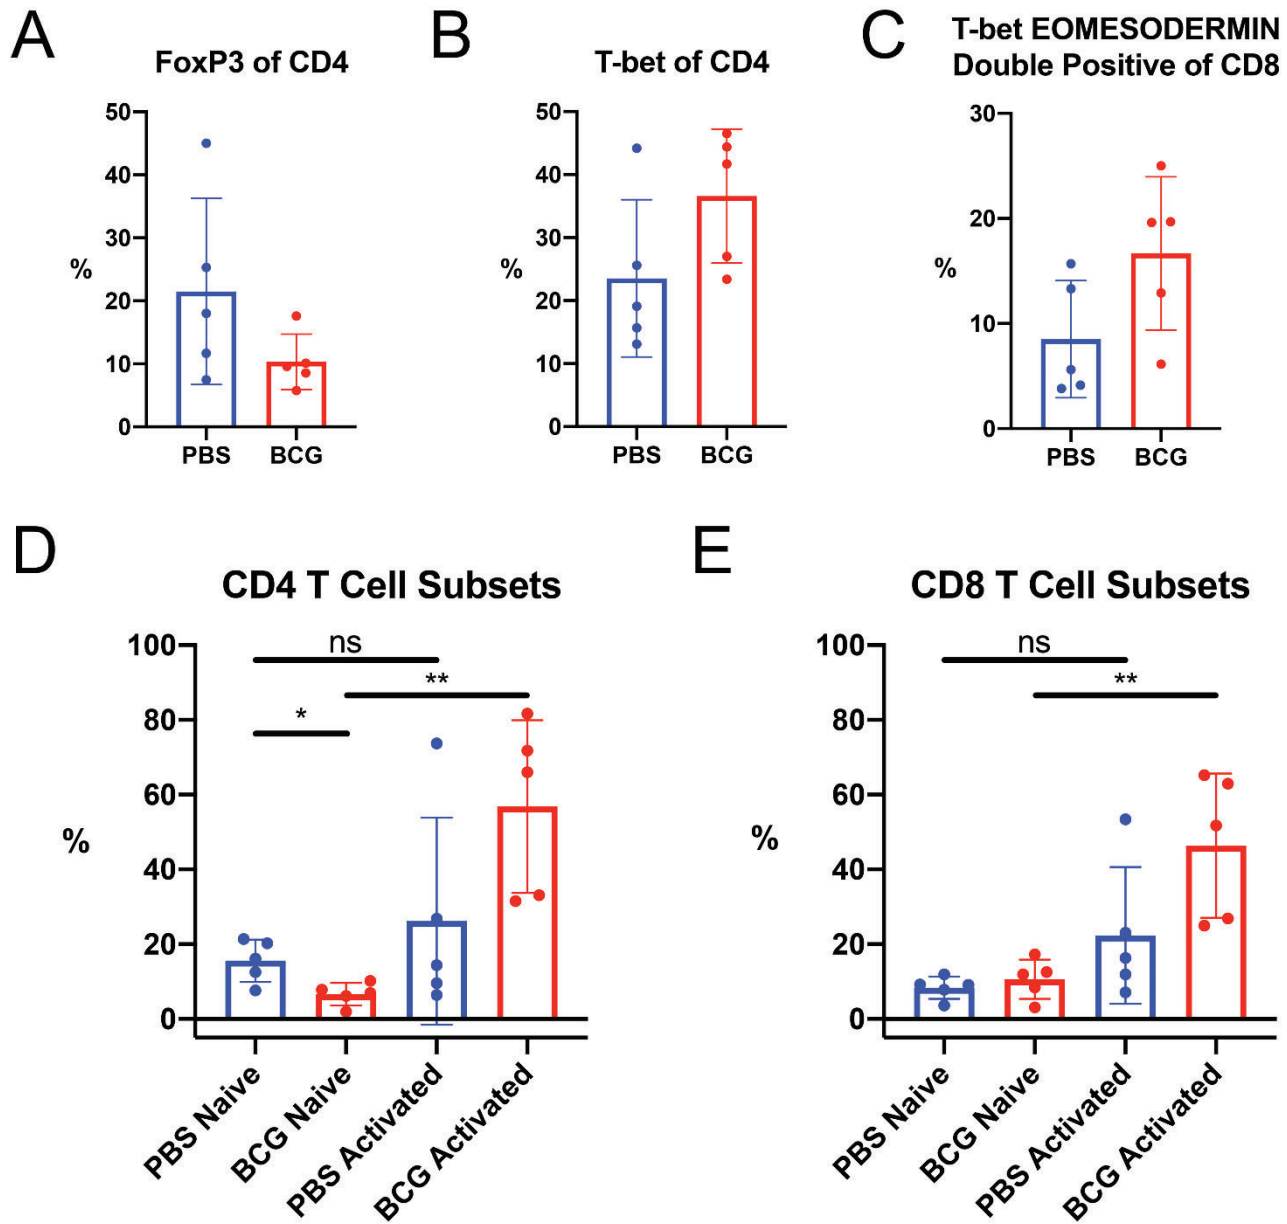 A
FoxP3 of CD4
50
40
30
20
10
0
%
PBS
BCG
B
T-bet of CD4
50
40
30
20
10
0
%
PBS
BCG
C
T-bet EOMESODERMIN
Double Positive of CD8
30
20
10
0
%
PBS
BCG
D
CD4 T Cell Subsets
100
80
60
40
20
0
%
ns
**
*
PBS Naive
BCG Naive
PBS Activated
BCG Activated
E
CD8 T Cell Subsets
100
80
60
40
20
0
%
ns
**
PBS Naive
BCG Naive
PBS Activated
BCG Activated